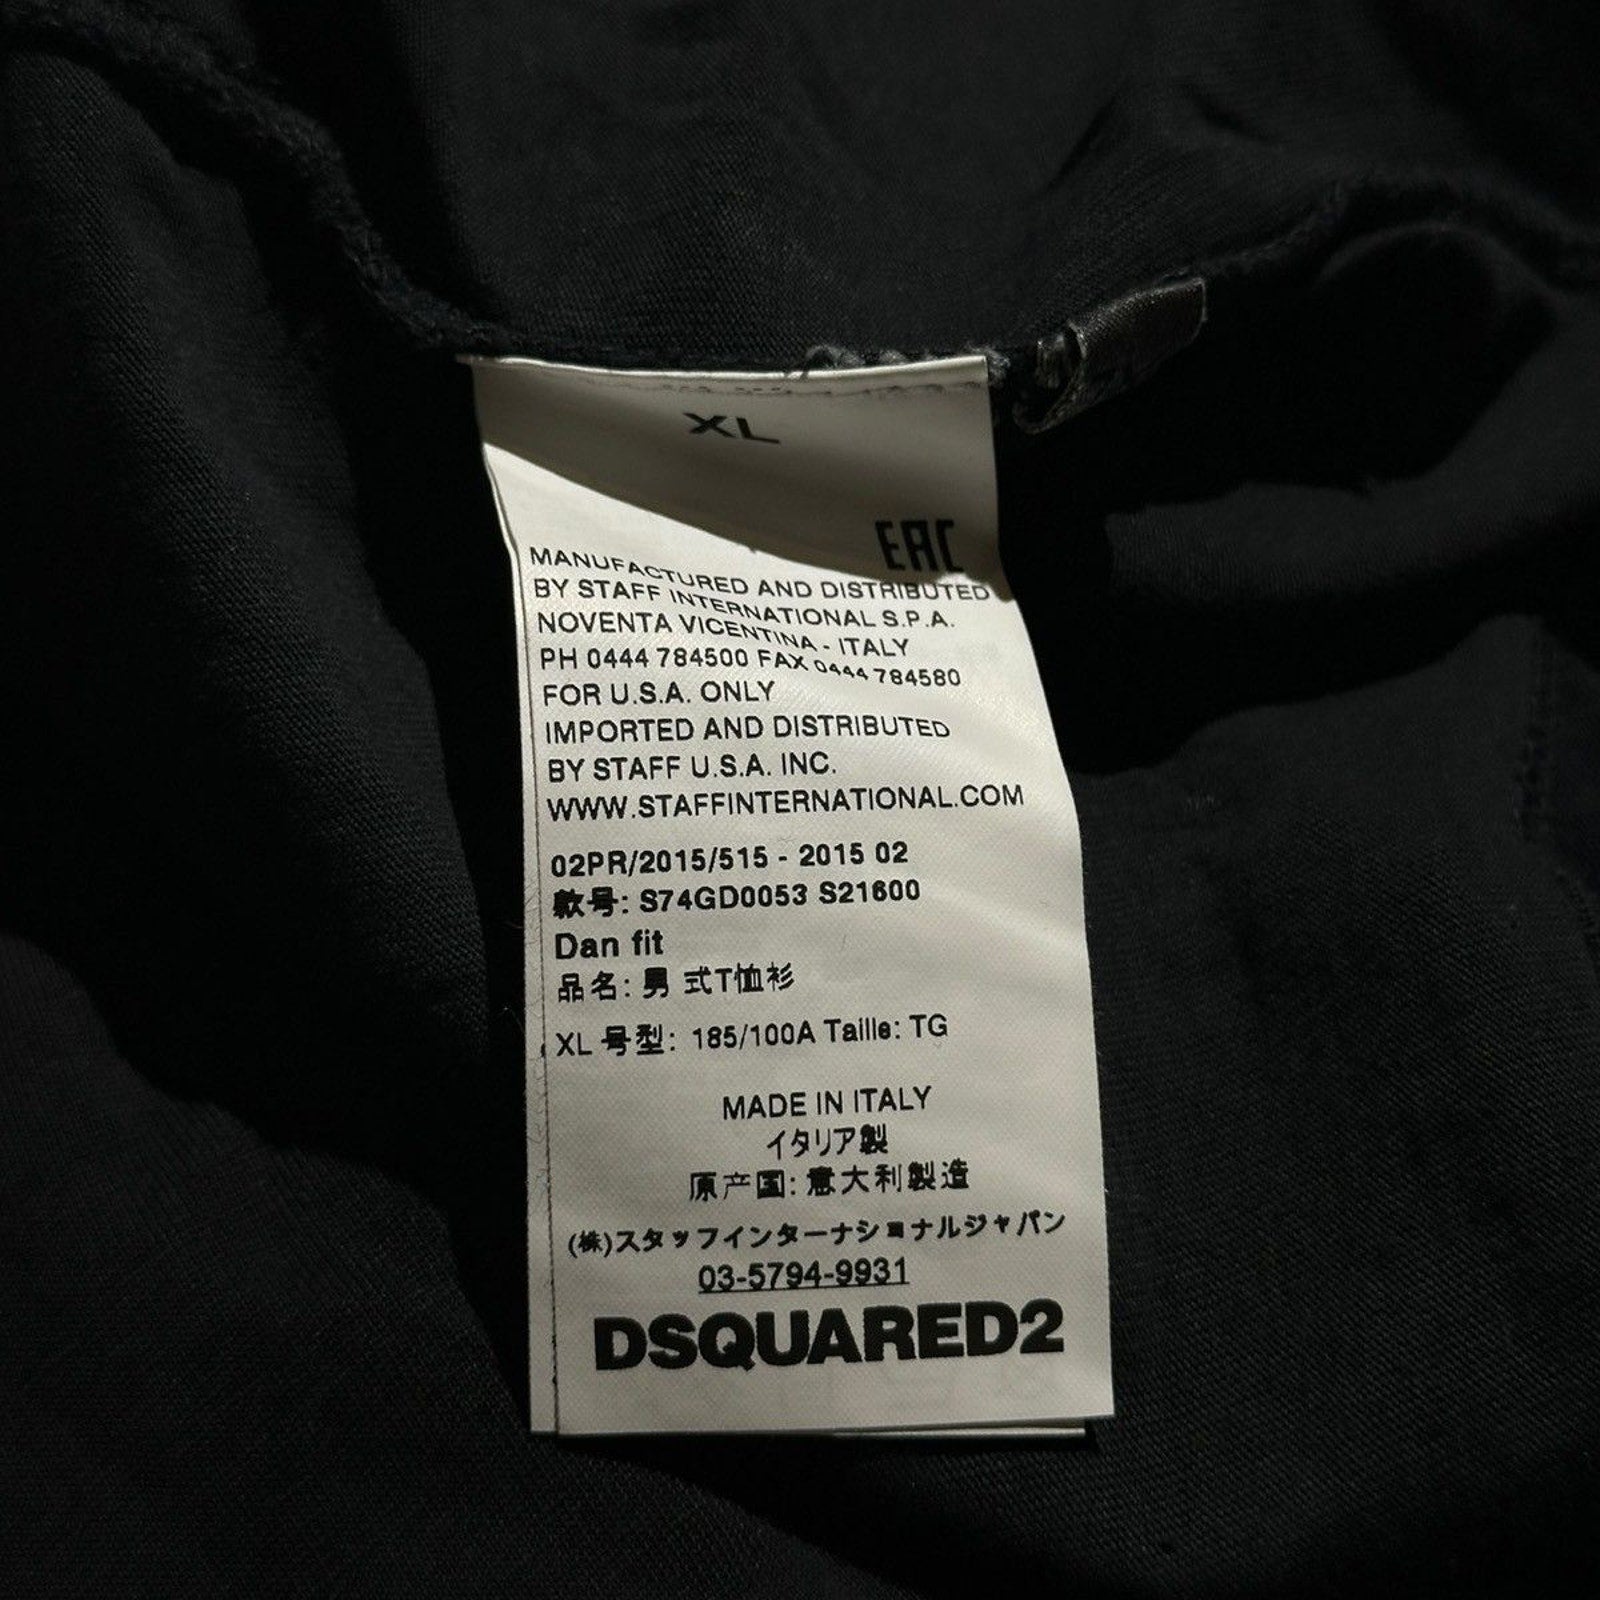 XL
EAC
MANUFACTURED AND DISTRIBUTED
BY STAFF INTERNATIONAL S.P.A.
NOVENTA VICENTINA - ITALY
PH 0444 784500 FAX 0444 784580
FOR U.S.A. ONLY
IMPORTED AND DISTRIBUTED
BY STAFF U.S.A. INC.
WWW.STAFFINTERNATIONAL.COM
02PR/2015/515 - 2015 02
款号: S74GD0053 S21600
Dan fit
品名: 男 式T恤衫
XL 号型: 185/100A Taille: TG
MADE IN ITALY
イタリア製
原产国: 意大利製造
(株)スタッフインターナショナルジャパン
03-5794-9931
DSQUARED2